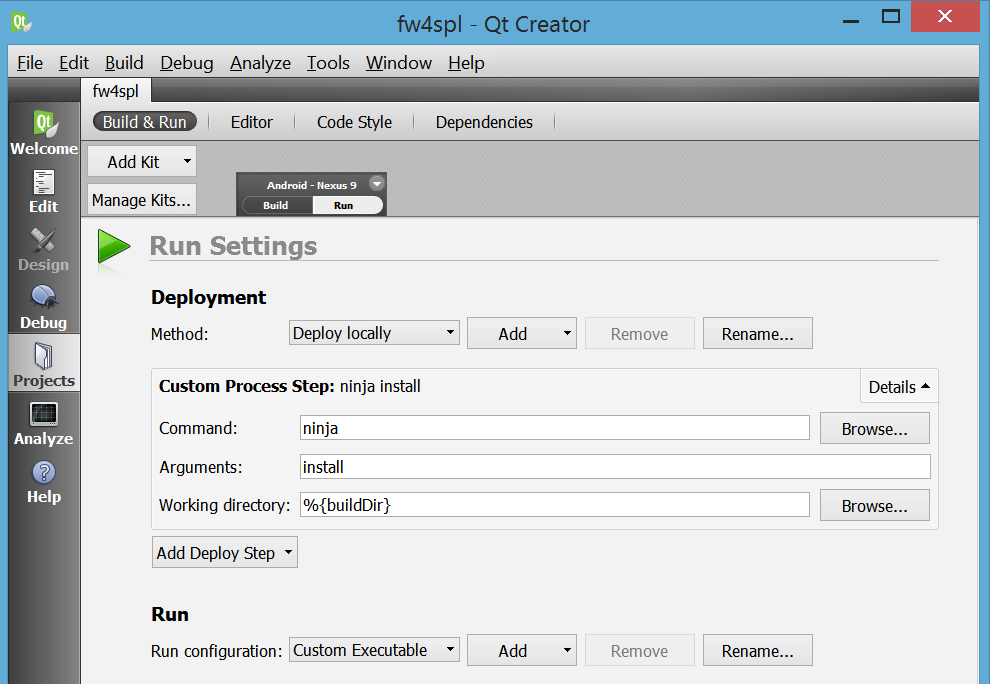 fw4spl - Qt Creator
File Edit Build Debug Analyze Tools Window Help
fw4spl
Build & Run Editor Code Style Dependencies
Qt
Welcome
Edit
Design
Debug
Projects
Analyze
Help
Add Kit
Manage Kits...
Android - Nexus 9
Build Run
Run Settings
Deployment
Method: Deploy locally Add Remove Rename...
Custom Process Step: ninja install Details
Command: ninja Browse...
Arguments: install
Working directory: %{buildDir} Browse...
Add Deploy Step
Run
Run configuration: Custom Executable Add Remove Rename...